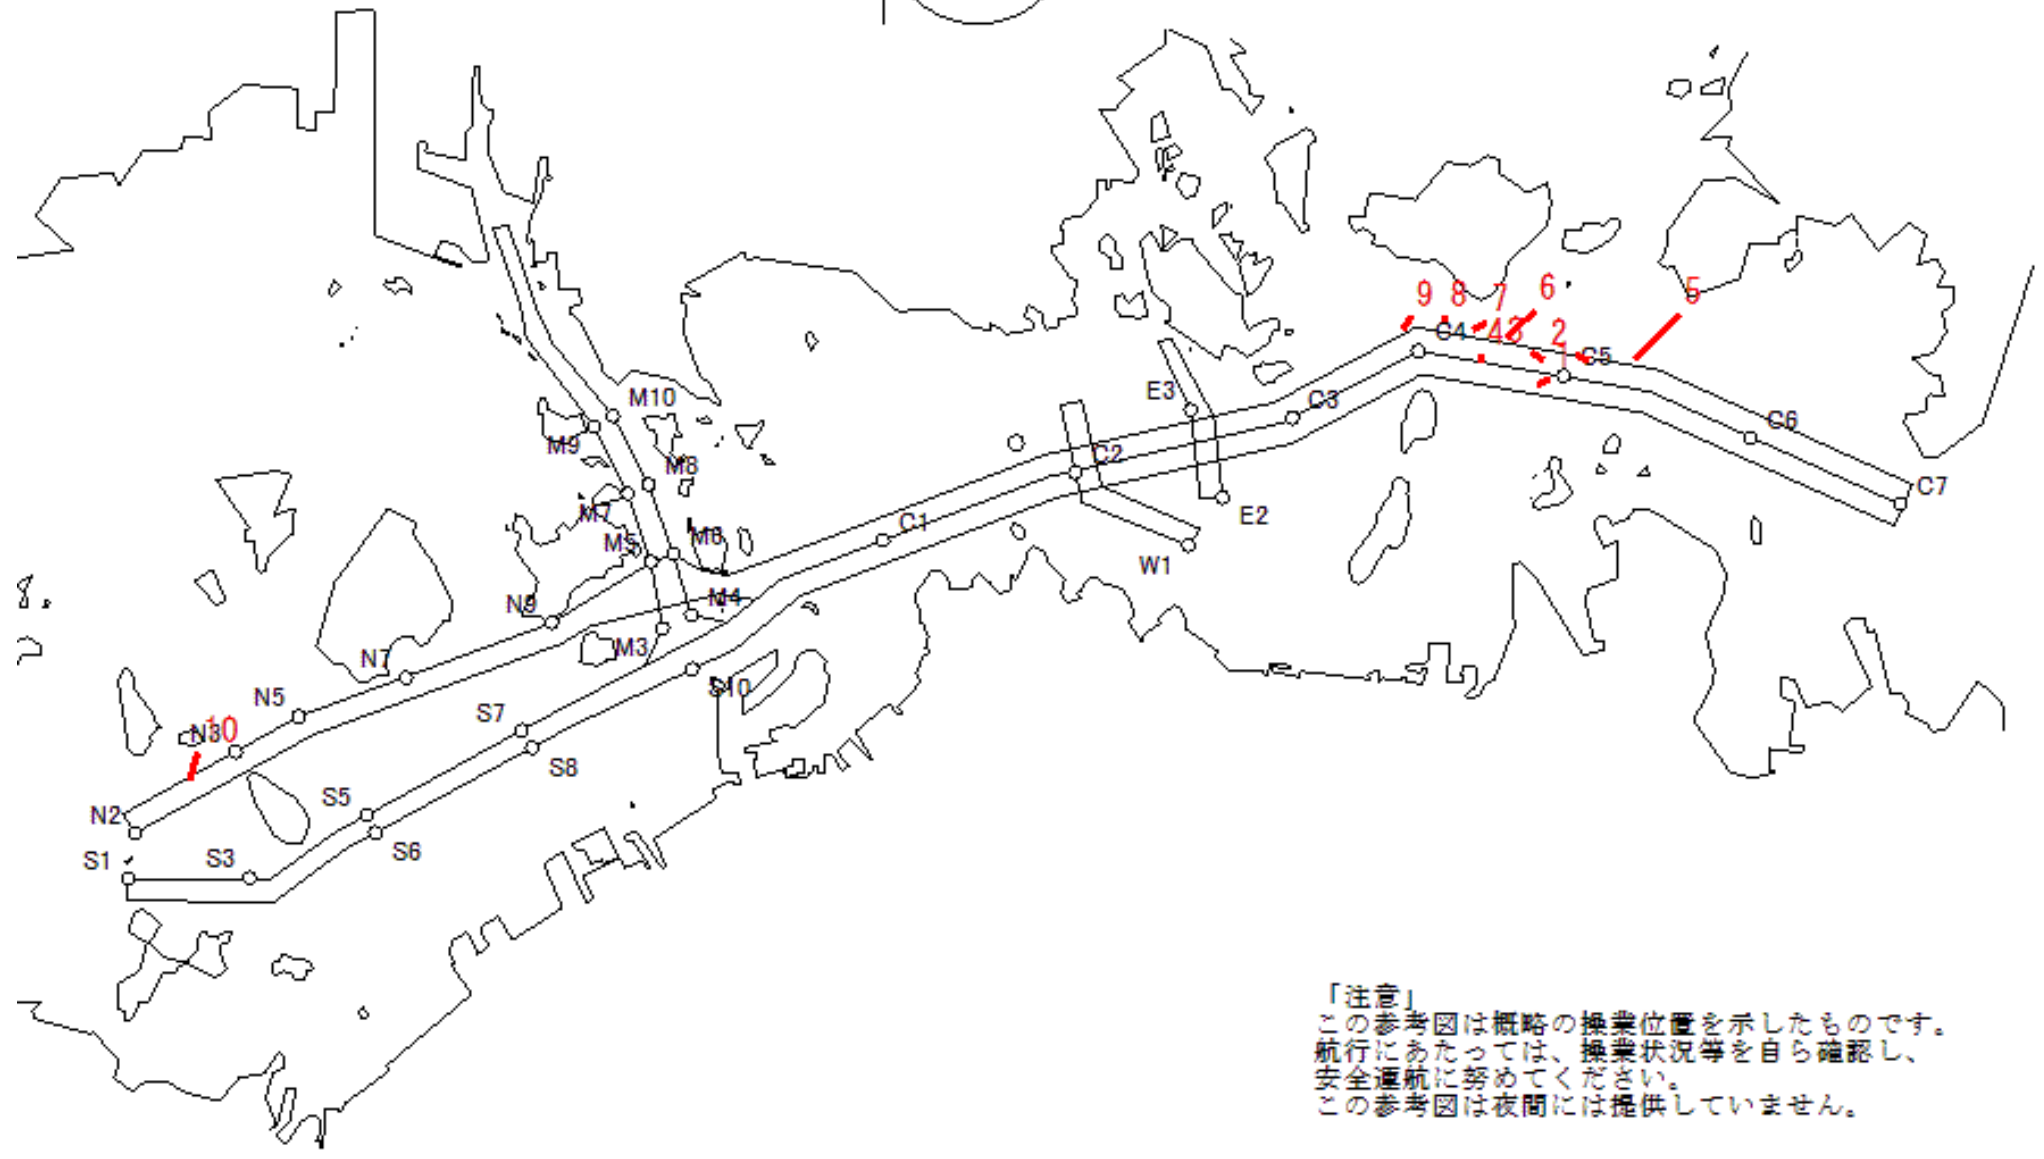 9 8 7 6 5
C4 4 3 2 1 C5
E3
M10
C3
C6
M9
C2
M8
C7
M7
E2
C1
M5 M6
W1
N9
M4
M3
N7
S10
N5
S7
N3 10
S8
S5
N2
S6
S1
S3
「注意」
この参考図は概略の操業位置を示したものです。
航行にあたっては、操業状況等を自ら確認し、
安全運航に努めてください。
この参考図は夜間には提供していません。